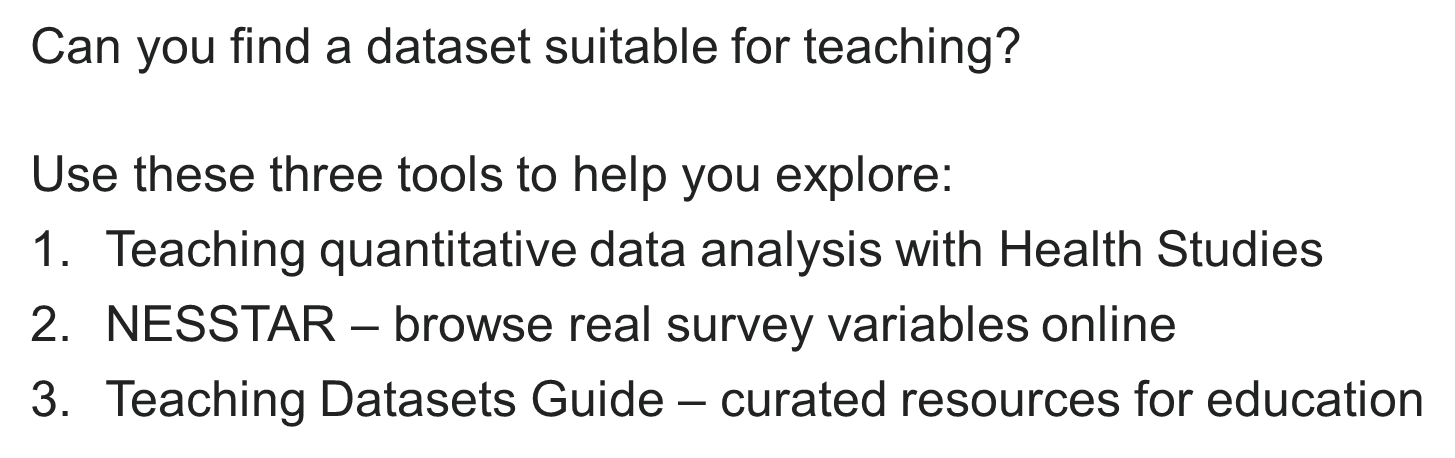 Can you find a dataset suitable for teaching?
Use these three tools to help you explore:
1. Teaching quantitative data analysis with Health Studies
2. NESSTAR – browse real survey variables online
3. Teaching Datasets Guide – curated resources for education